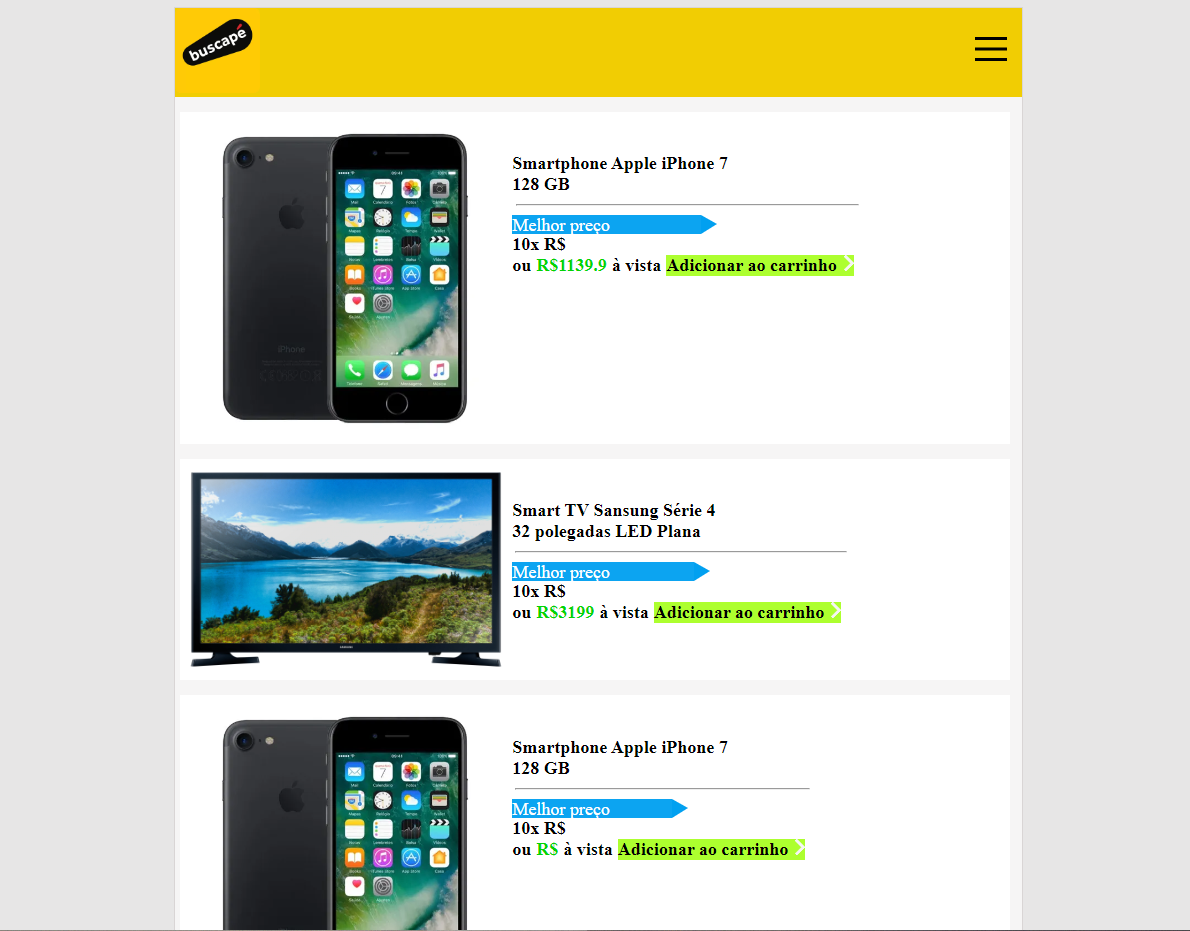 buscapé
Smartphone Apple iPhone 7
128 GB
Melhor preço
10x R$
ou R$1139.9 à vista Adicionar ao carrinho
iPhone
Smart TV Sansung Série 4
32 polegadas LED Plana
Melhor preço
10x R$
ou R$3199 à vista Adicionar ao carrinho
SAMSUNG
Smartphone Apple iPhone 7
128 GB
Melhor preço
10x R$
ou R$ à vista Adicionar ao carrinho